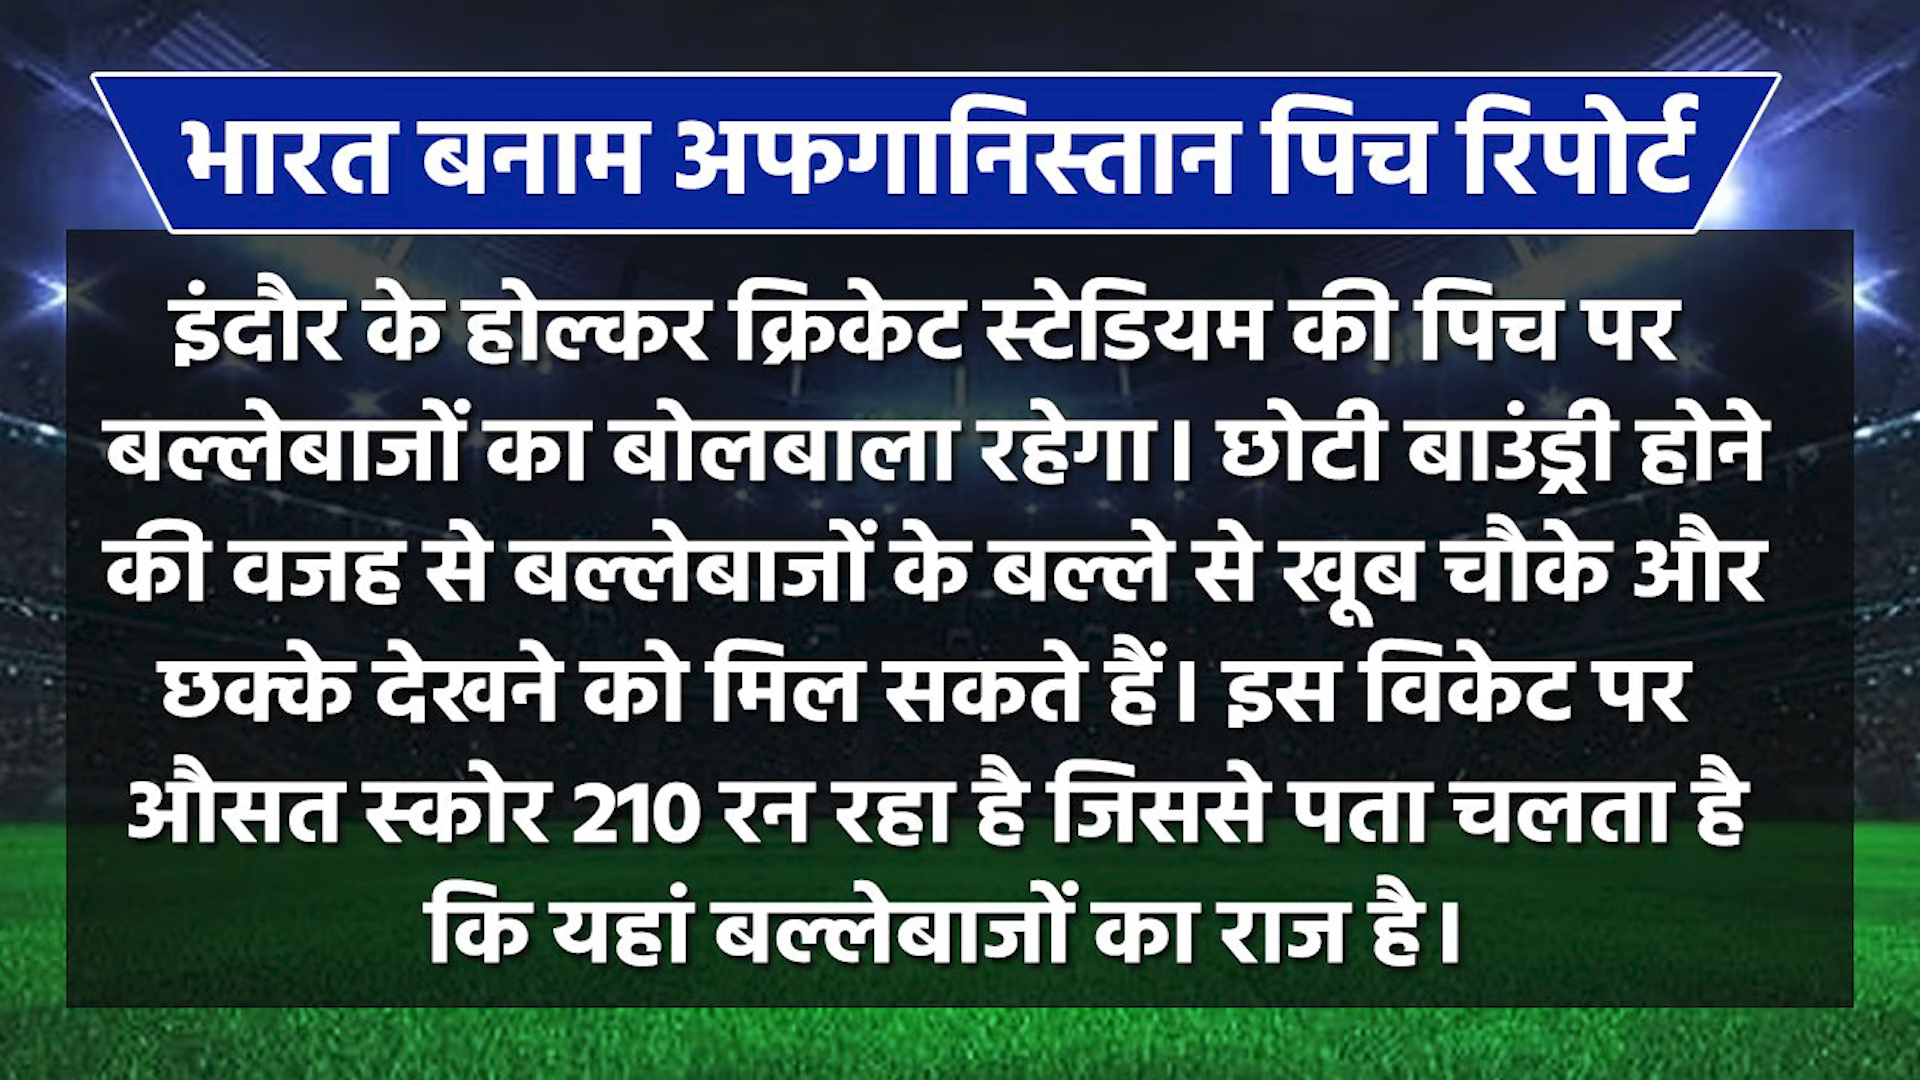 भारत बनाम अफगानिस्तान पिच रिपोर्ट
इंदौर के होल्कर क्रिकेट स्टेडियम की पिच पर
बल्लेबाजों का बोलबाला रहेगा। छोटी बाउंड्री होने
की वजह से बल्लेबाजों के बल्ले से खूब चौके और
छक्के देखने को मिल सकते हैं। इस विकेट पर
औसत स्कोर 210 रन रहा है जिससे पता चलता है
कि यहां बल्लेबाजों का राज है।